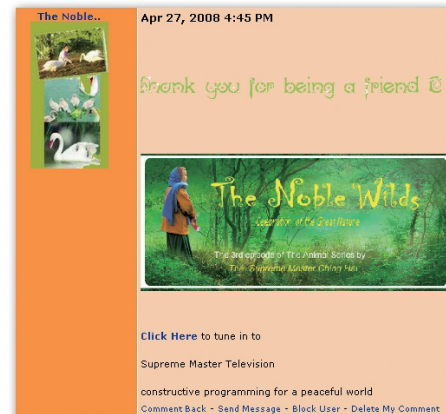 The Noble..
Apr 27, 2008 4:45 PM
thank you for being a friend
The Noble Wilds
Celebration of the Great Nature
The 3rd episode of The Animal Series by
The Supreme Master Ching Hai
Click Here to tune in to
Supreme Master Television
constructive programming for a peaceful world
Comment Back - Send Message - Block User - Delete My Comment